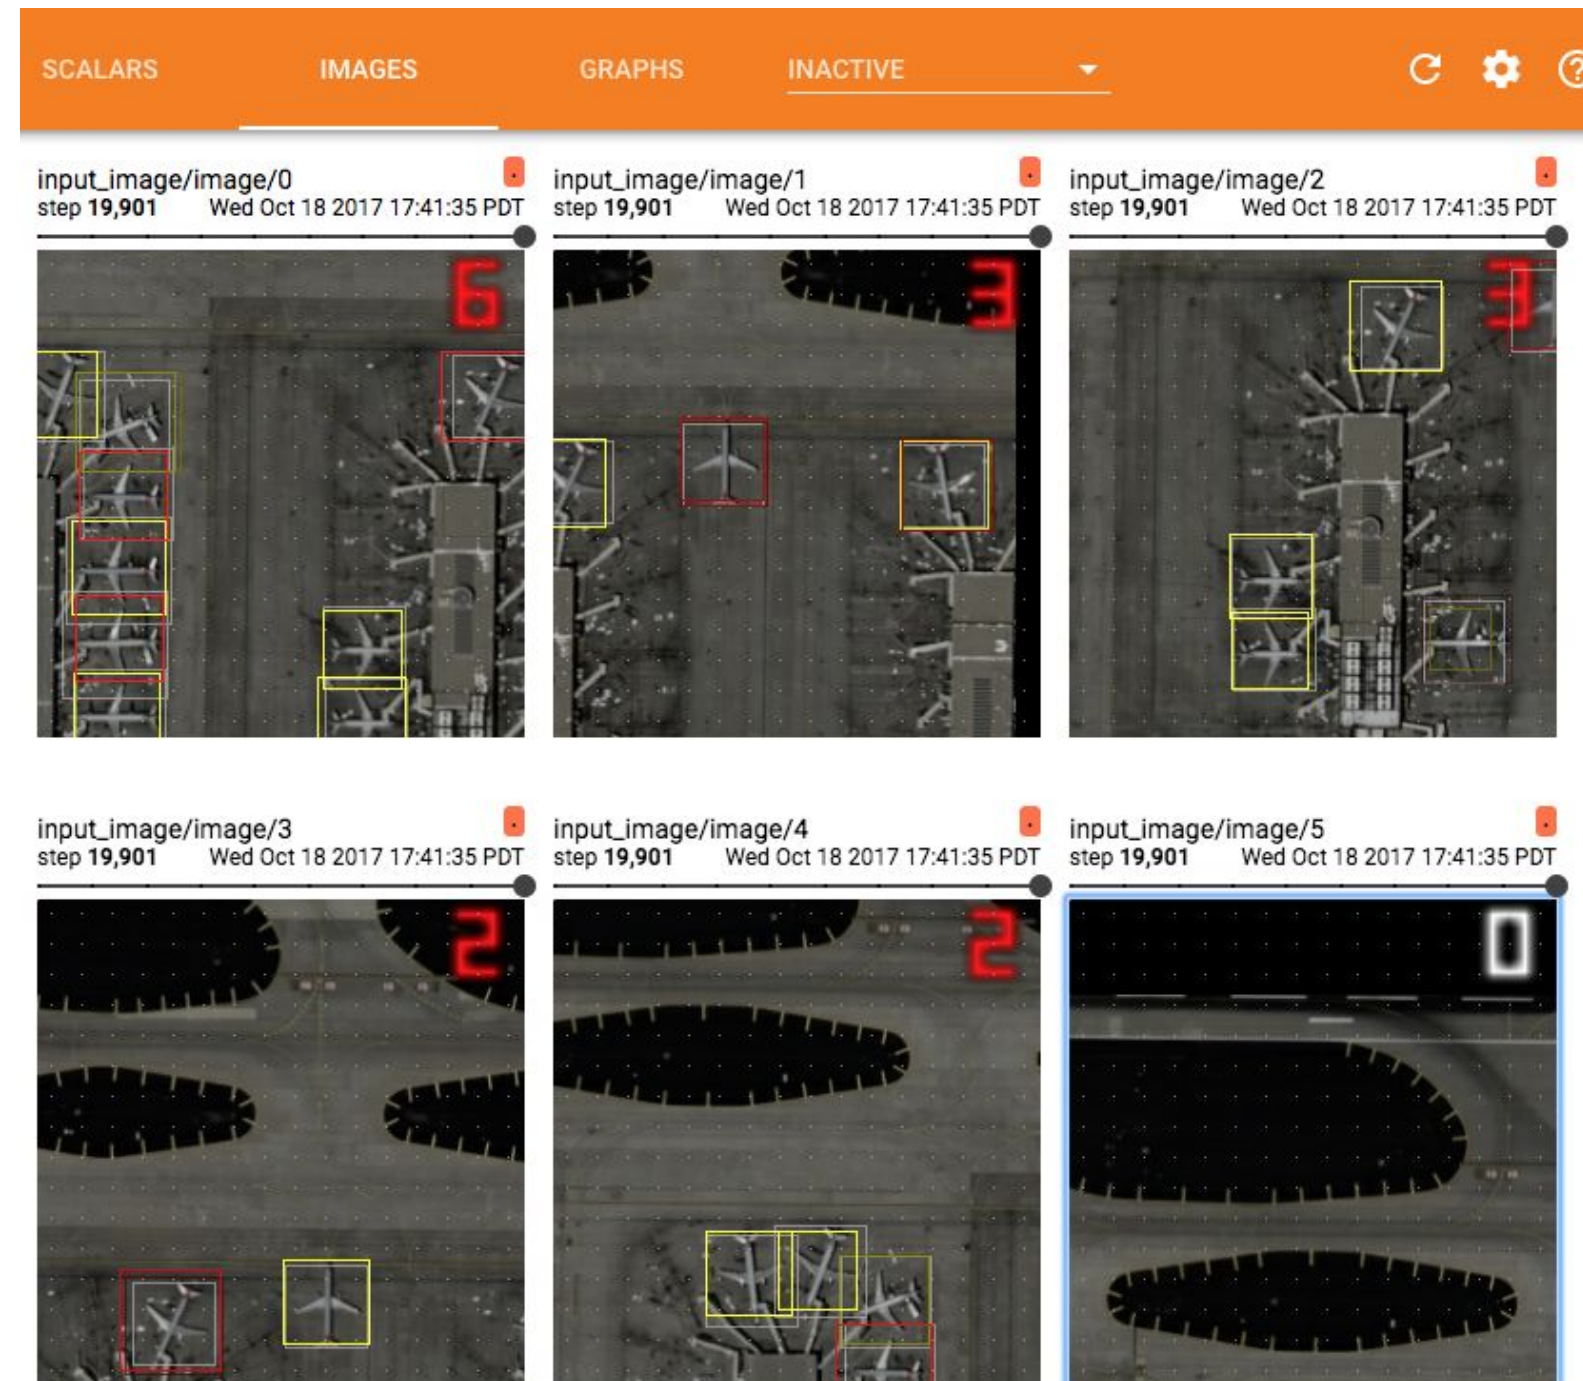 SCALARS IMAGES GRAPHS INACTIVE
input_image/image/0
step 19,901 Wed Oct 18 2017 17:41:35 PDT
6
input_image/image/1
step 19,901 Wed Oct 18 2017 17:41:35 PDT
3
input_image/image/2
step 19,901 Wed Oct 18 2017 17:41:35 PDT
3
input_image/image/3
step 19,901 Wed Oct 18 2017 17:41:35 PDT
2
input_image/image/4
step 19,901 Wed Oct 18 2017 17:41:35 PDT
2
input_image/image/5
step 19,901 Wed Oct 18 2017 17:41:35 PDT
0